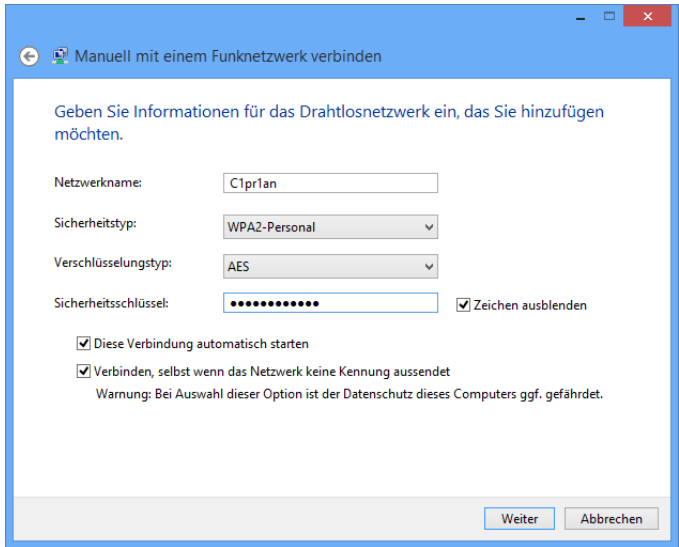 Manuell mit einem Funknetzwerk verbinden
Geben Sie Informationen für das Drahtlosnetzwerk ein, das Sie hinzufügen
möchten.
Netzwerkname: C1pr1an
Sicherheitstyp: WPA2-Personal
Verschlüsselungstyp: AES
Sicherheitsschlüssel: ●●●●●●●●●●●● Zeichen ausblenden
Diese Verbindung automatisch starten
Verbinden, selbst wenn das Netzwerk keine Kennung aussendet
Warnung: Bei Auswahl dieser Option ist der Datenschutz dieses Computers ggf. gefährdet.
Weiter Abbrechen